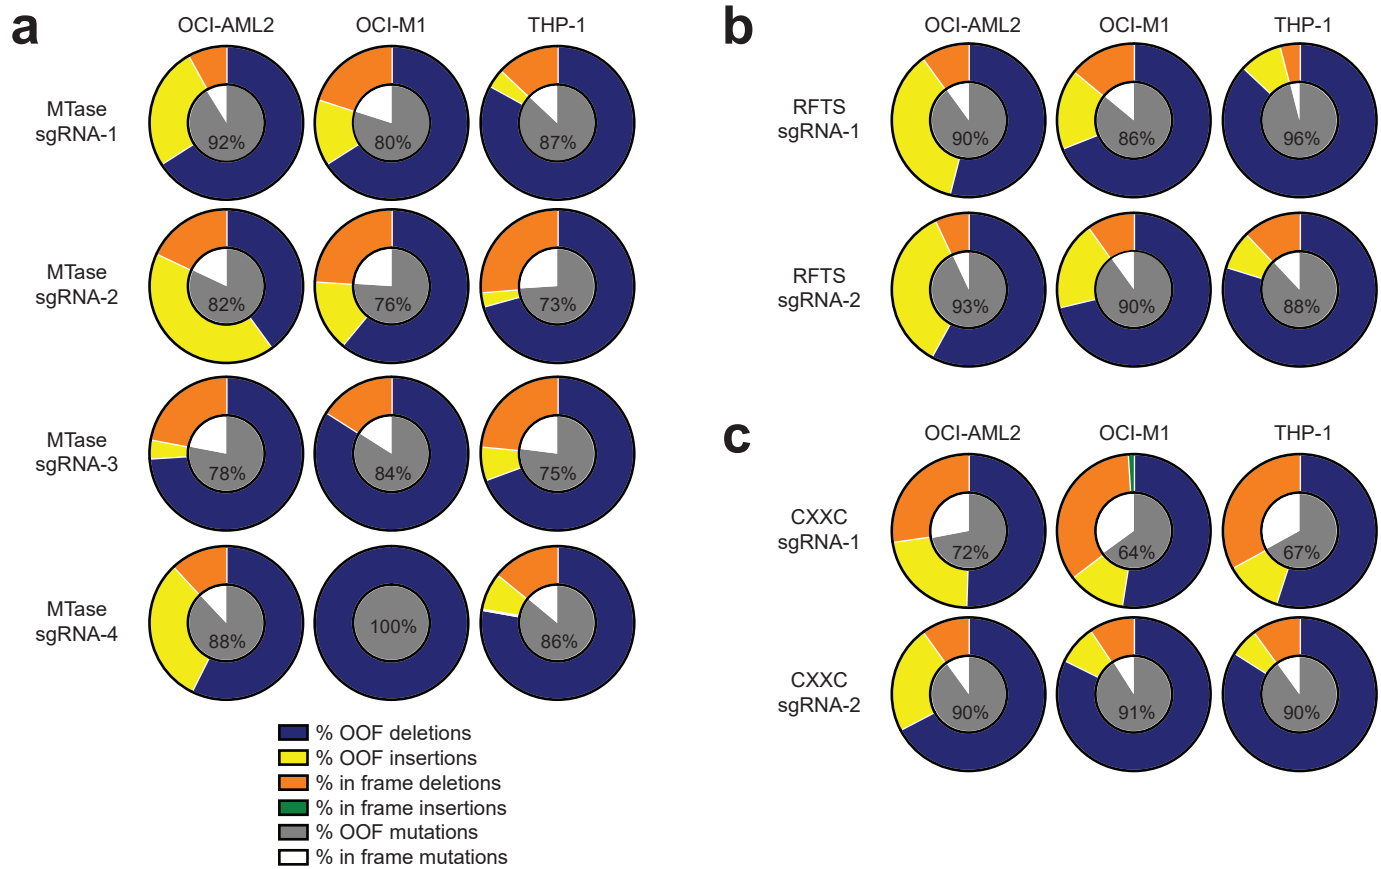 a
OCI-AML2 OCI-M1 THP-1
MTase
sgRNA-1
92% 80% 87%
MTase
sgRNA-2
82% 76% 73%
MTase
sgRNA-3
78% 84% 75%
MTase
sgRNA-4
88% 100% 86%
% OOF deletions
% OOF insertions
% in frame deletions
% in frame insertions
% OOF mutations
% in frame mutations
b
OCI-AML2 OCI-M1 THP-1
RFTS
sgRNA-1
90% 86% 96%
RFTS
sgRNA-2
93% 90% 88%
c
OCI-AML2 OCI-M1 THP-1
CXXC
sgRNA-1
72% 64% 67%
CXXC
sgRNA-2
90% 91% 90%